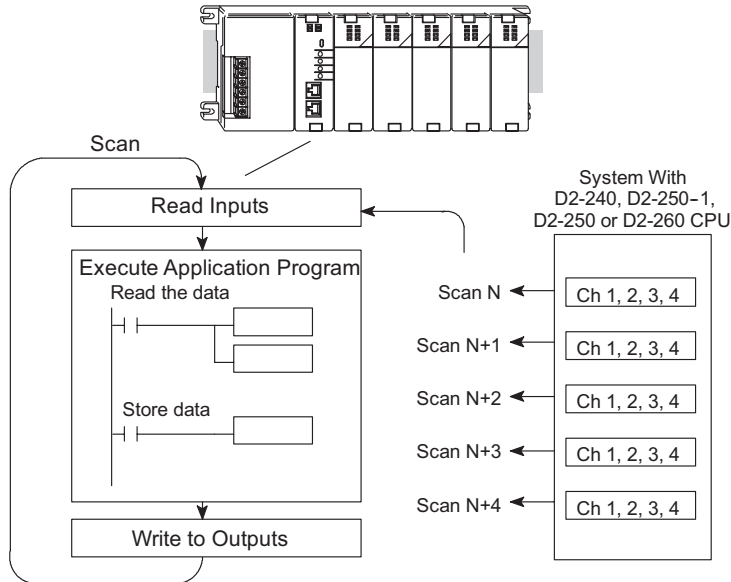 Scan
Read Inputs
Execute Application Program
Read the data
Store data
Write to Outputs
System With
D2-240, D2-250-1,
D2-250 or D2-260 CPU
Scan N
Ch 1, 2, 3, 4
Scan N+1
Ch 1, 2, 3, 4
Scan N+2
Ch 1, 2, 3, 4
Scan N+3
Ch 1, 2, 3, 4
Scan N+4
Ch 1, 2, 3, 4